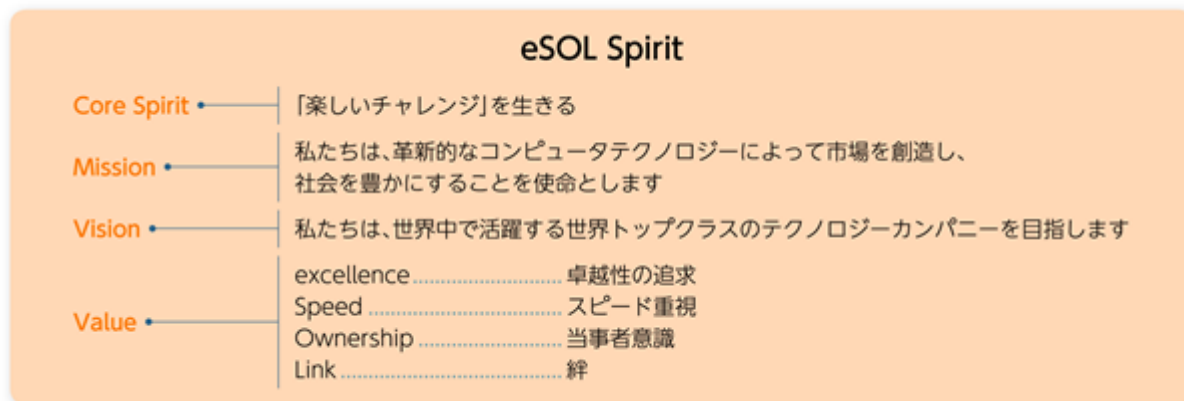 eSOL Spirit
Core Spirit 「楽しいチャレンジ」を生きる
Mission 私たちは、革新的なコンピュータテクノロジーによって市場を創造し、
社会を豊かにすることを使命とします
Vision 私たちは、世界中で活躍する世界トップクラスのテクノロジーカンパニーを目指します
Value
excellence 卓越性の追求
Speed スピード重視
Ownership 当事者意識
Link 絆